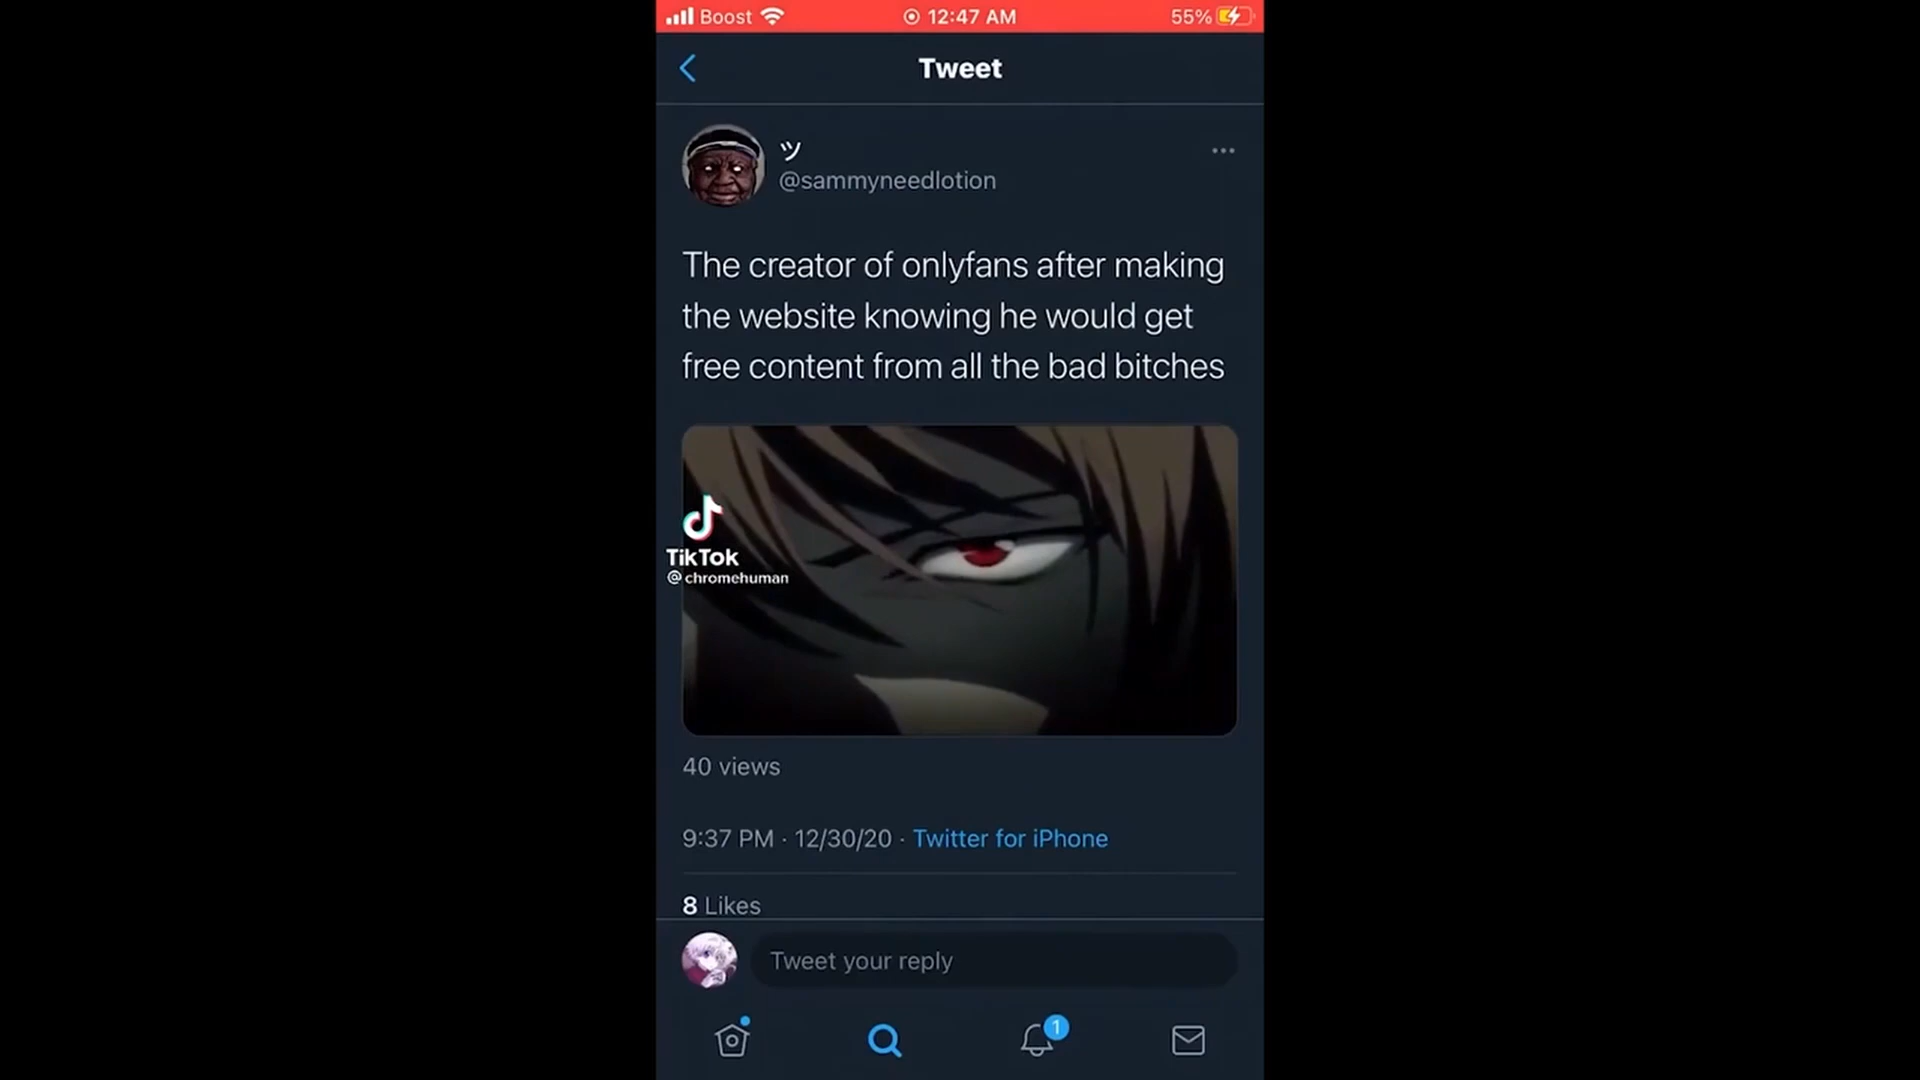 Boost 12:47 AM 55%
Tweet
ツ
@sammyneedlotion
The creator of onlyfans after making
the website knowing he would get
free content from all the bad bitches
TikTok
@chromehuman
40 views
9:37 PM · 12/30/20 · Twitter for iPhone
8 Likes
Tweet your reply
1